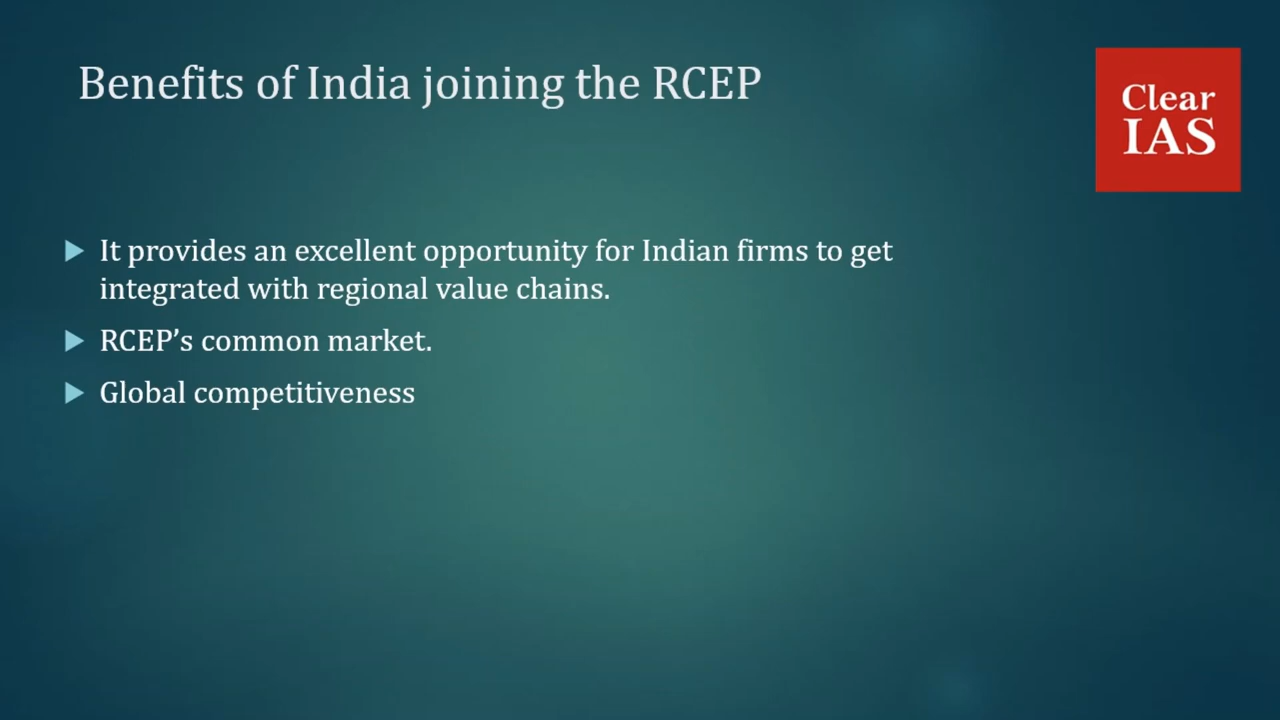 Benefits of India joining the RCEP
Clear
IAS
It provides an excellent opportunity for Indian firms to get
integrated with regional value chains.
RCEP’s common market.
Global competitiveness